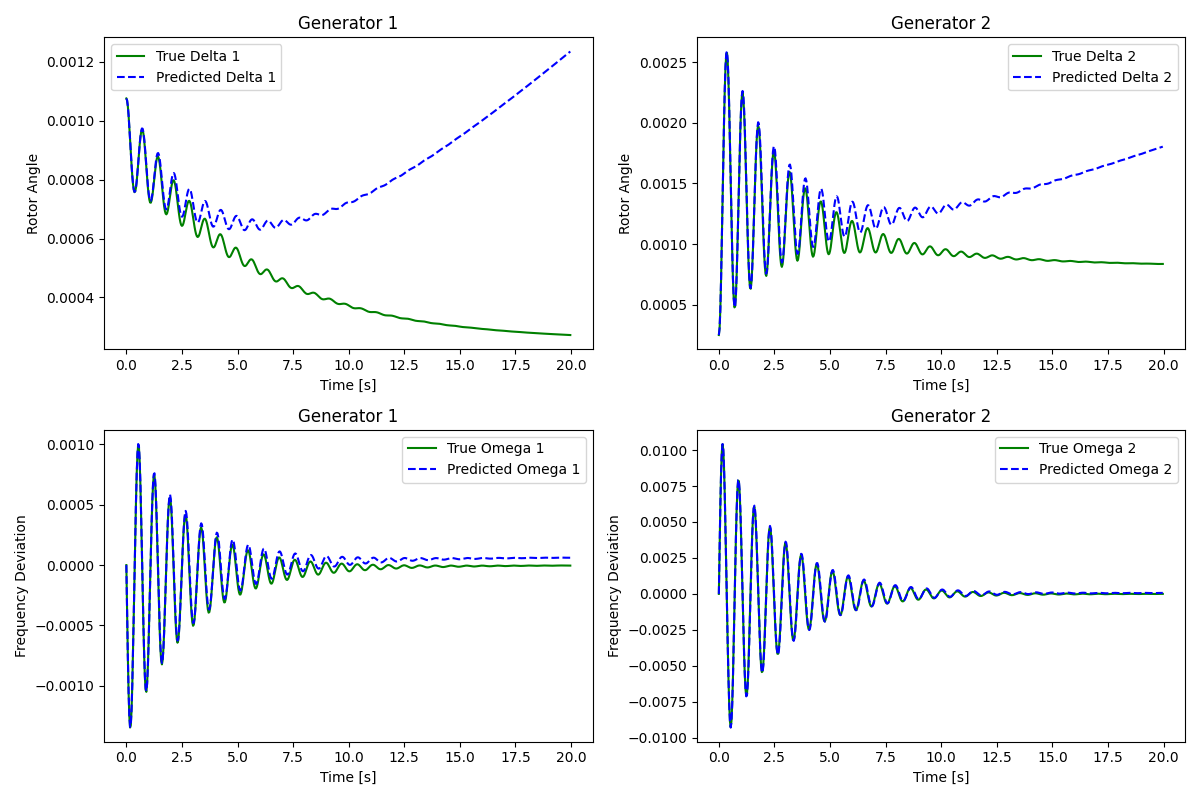 Generator 1
Rotor Angle
0.0012
0.0010
0.0008
0.0006
0.0004
True Delta 1
Predicted Delta 1
0.0 2.5 5.0 7.5 10.0 12.5 15.0 17.5 20.0
Time [s]
Generator 2
Rotor Angle
0.0025
0.0020
0.0015
0.0010
0.0005
True Delta 2
Predicted Delta 2
0.0 2.5 5.0 7.5 10.0 12.5 15.0 17.5 20.0
Time [s]
Generator 1
Frequency Deviation
0.0010
0.0005
0.0000
−0.0005
−0.0010
True Omega 1
Predicted Omega 1
0.0 2.5 5.0 7.5 10.0 12.5 15.0 17.5 20.0
Time [s]
Generator 2
Frequency Deviation
0.0100
0.0075
0.0050
0.0025
0.0000
−0.0025
−0.0050
−0.0075
−0.0100
True Omega 2
Predicted Omega 2
0.0 2.5 5.0 7.5 10.0 12.5 15.0 17.5 20.0
Time [s]